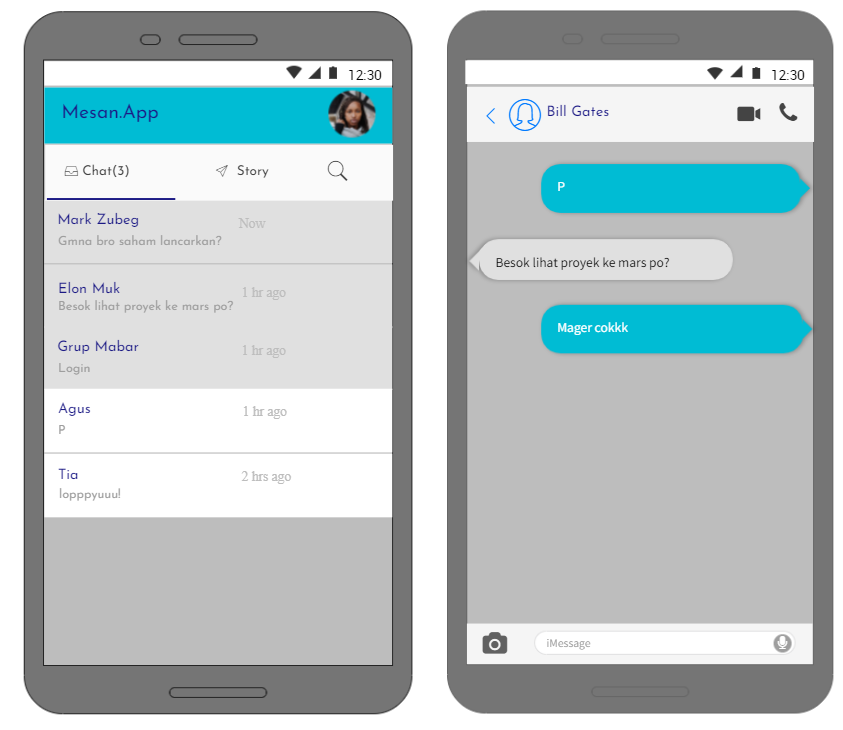 12:30
Mesan.App
Chat(3)
Story
Mark Zubeg
Now
Gmna bro saham lancarkan?
Elon Muk
1 hr ago
Besok lihat proyek ke mars po?
Grup Mabar
1 hr ago
Login
Agus
1 hr ago
P
Tia
2 hrs ago
lopppyuuu!
12:30
Bill Gates
P
Besok lihat proyek ke mars po?
Mager cokkk
iMessage